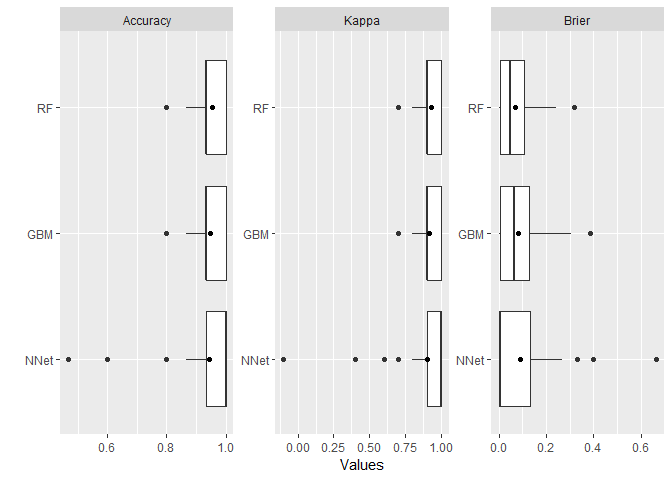 Accuracy Kappa Brier
RF RF RF
GBM GBM GBM
NNet NNet NNet
0.6 0.8 1.0 0.00 0.25 0.50 0.75 1.00 0.0 0.2 0.4 0.6
Values